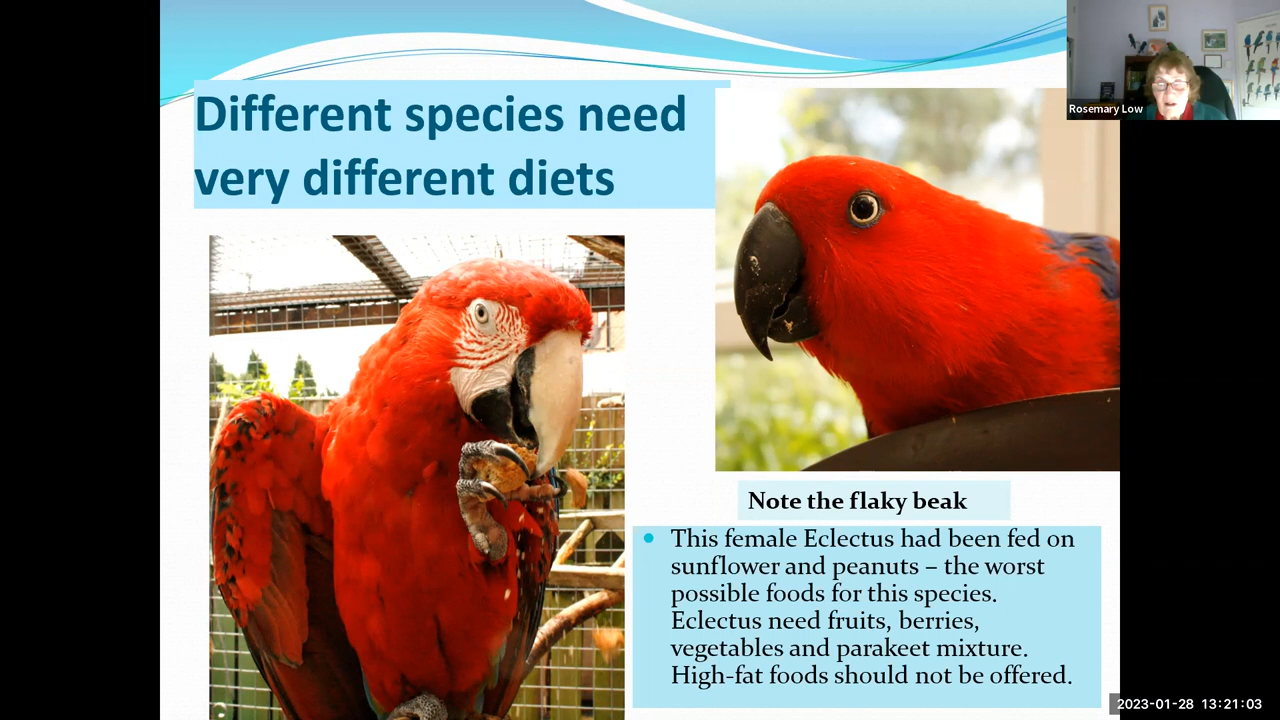 Different species need
very different diets
Rosemary Low
Note the flaky beak
This female Eclectus had been fed on
sunflower and peanuts – the worst
possible foods for this species.
Eclectus need fruits, berries,
vegetables and parakeet mixture.
High-fat foods should not be offered.
2023-01-28 13:21:03